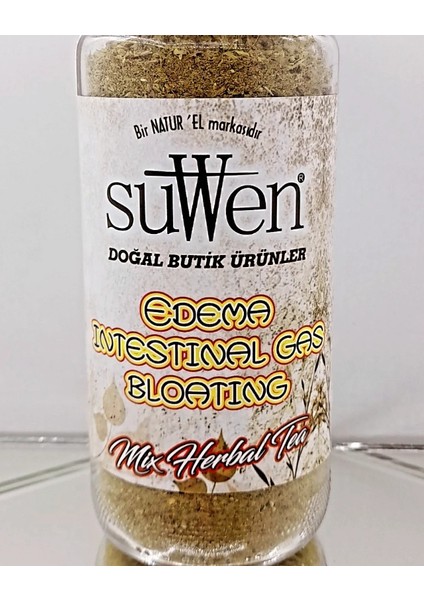 Bir NATUR 'EL markasıdır
suWen®
DOĞAL BUTİK ÜRÜNLER
EDEMA
INTESTINAL GAS
BLOATING
Mix Herbal Tea